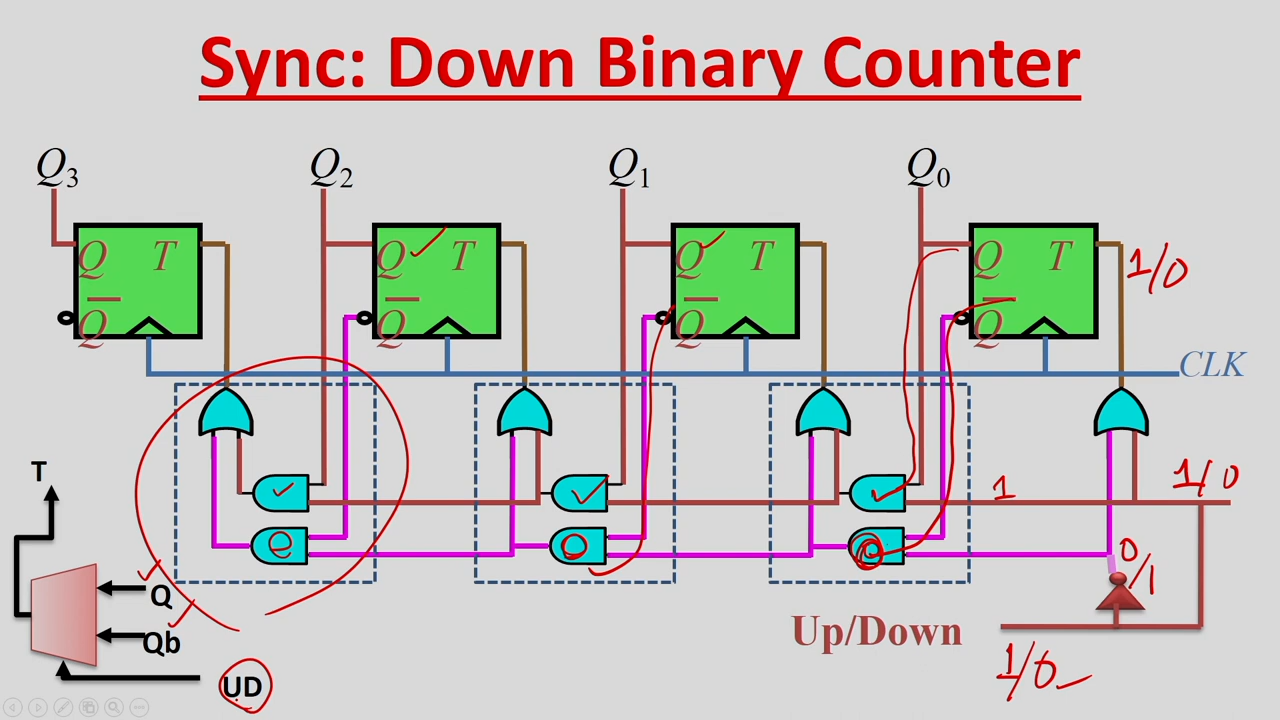 Sync: Down Binary Counter
Q3 Q2 Q1 Q0
Q T Q T Q T Q T
1/0
Q Q Q Q
CLK
T
1/0
1
0/1
Q
Up/Down
Qb
1/0
UD